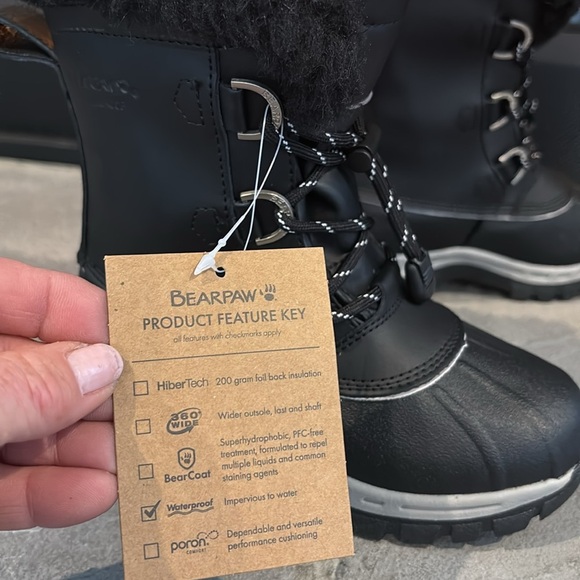 BEARPAW
PRODUCT FEATURE KEY
all features with checkmarks apply
HiberTech 200 gram foil back insulation
360°
WIDE
Wider outsole, last and shaft
BearCoat
Superhydrophobic, PFC-free
treatment, formulated to repel
multiple liquids and common
staining agents
Waterproof Impervious to water
poron
COMFORT
Dependable and versatile
performance cushioning